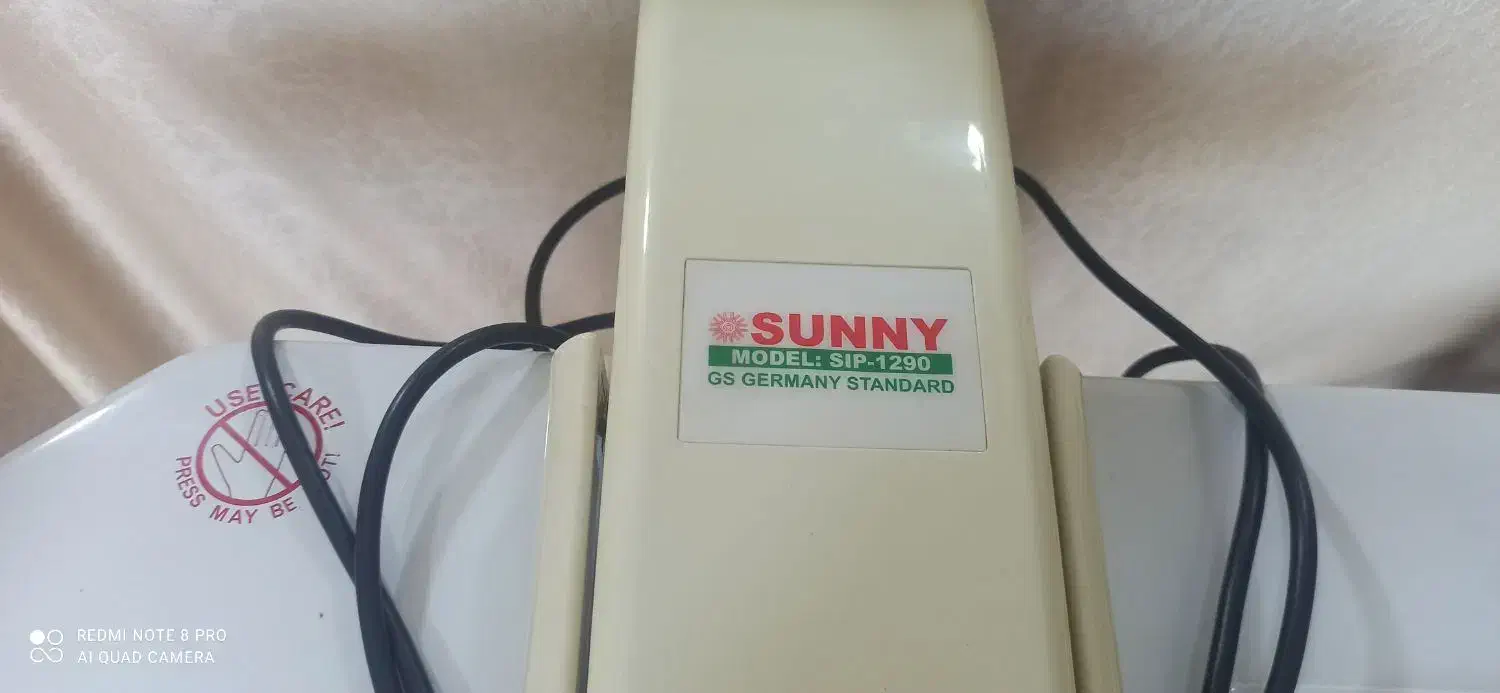 SUNNY
MODEL: SIP-1290
GS GERMANY STANDARD
USE CARE!
PRESS MAY BE
REDMI NOTE 8 PRO
AI QUAD CAMERA